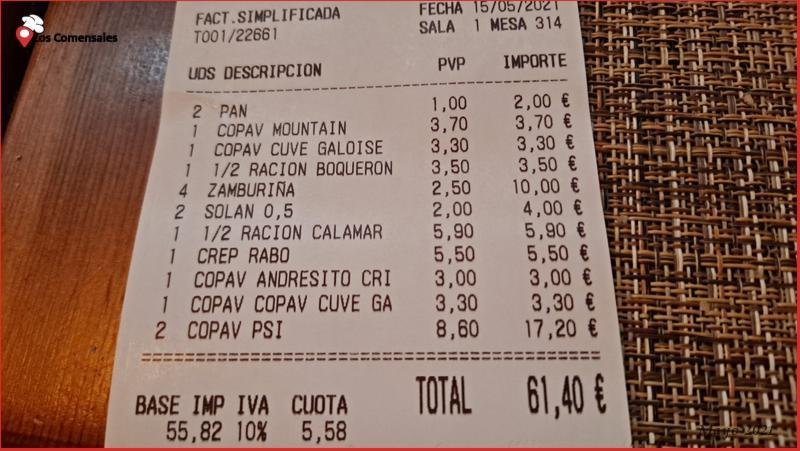 Los Comensales
FACT.SIMPLIFICADA FECHA 15/05/2021
T001/22661 SALA 1 MESA 314
UDS DESCRIPCION PVP IMPORTE
2 PAN 1,00 2,00 €
1 COPAV MOUNTAIN 3,70 3,70 €
1 COPAV CUVE GALOISE 3,30 3,30 €
1 1/2 RACION BOQUERON 3,50 3,50 €
4 ZAMBURIÑA 2,50 10,00 €
2 SOLAN 0,5 2,00 4,00 €
1 1/2 RACION CALAMAR 5,90 5,90 €
1 CREP RABO 5,50 5,50 €
1 COPAV ANDRESITO CRI 3,00 3,00 €
1 COPAV COPAV CUVE GA 3,30 3,30 €
2 COPAV PSI 8,60 17,20 €
BASE IMP IVA CUOTA TOTAL 61,40 €
55,82 10% 5,58
2021